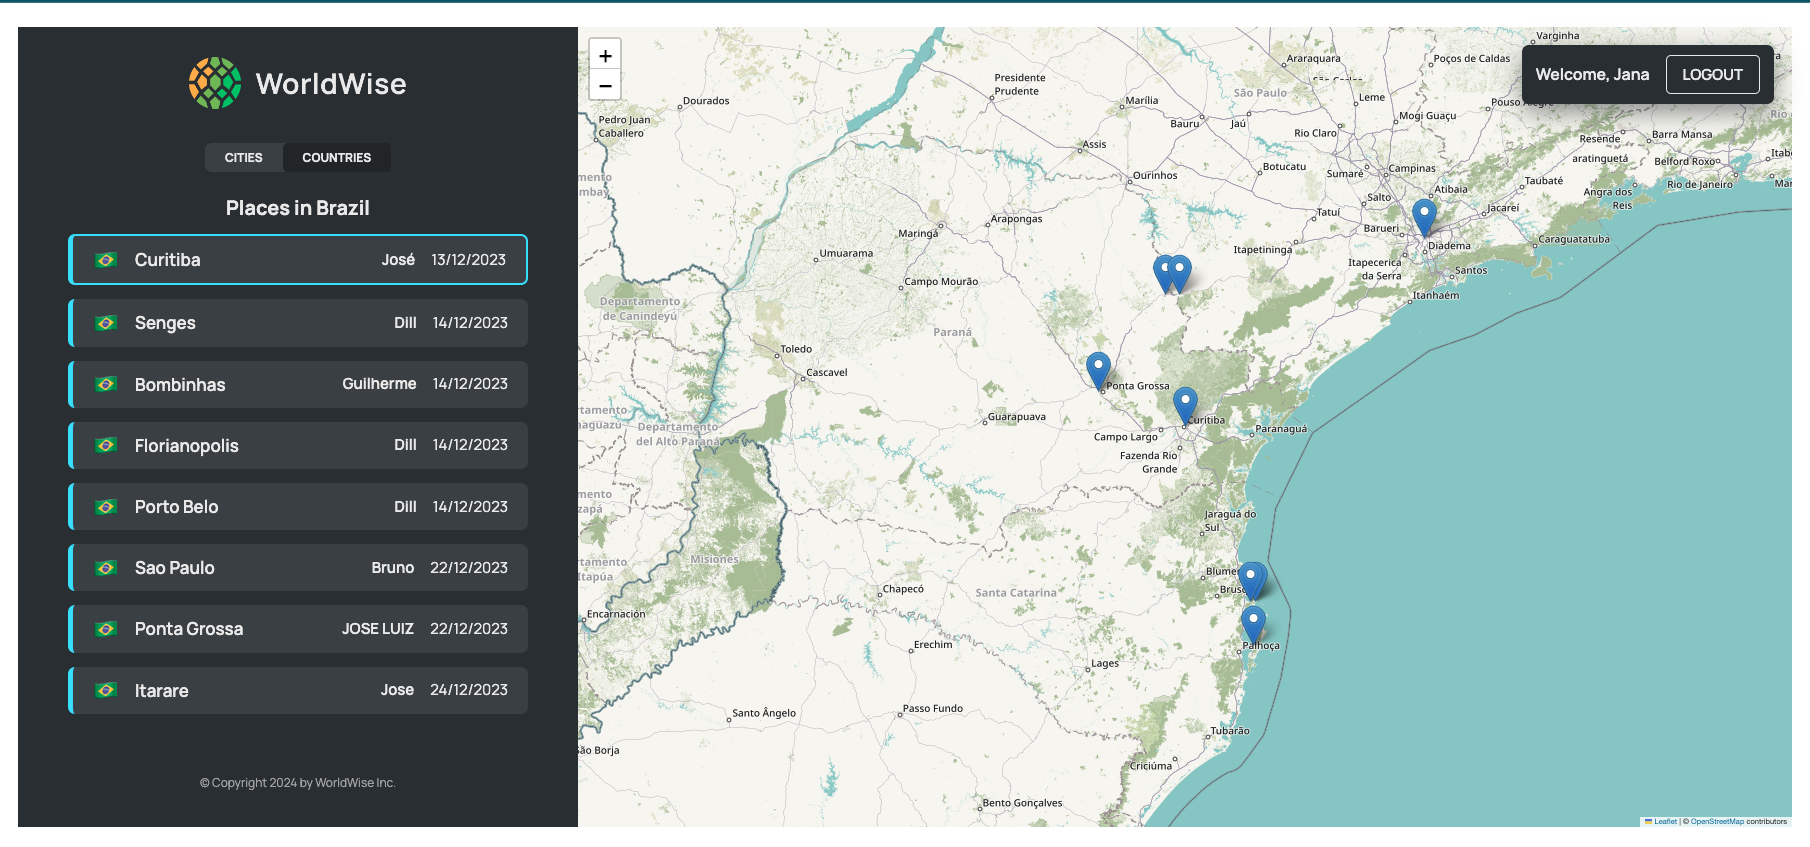 WorldWise
CITIES
COUNTRIES
Places in Brazil
Curitiba José 13/12/2023
Senges Dill 14/12/2023
Bombinhas Guilherme 14/12/2023
Florianopolis Dill 14/12/2023
Porto Belo Dill 14/12/2023
Sao Paulo Bruno 22/12/2023
Ponta Grossa JOSE LUIZ 22/12/2023
Itarare Jose 24/12/2023
© Copyright 2024 by WorldWise Inc.
+
−
Welcome, Jana
LOGOUT
Varginha
Araraquara
Poços de Caldas
Presidente
Prudente
Dourados
Marília
São Paulo
Leme
Pouso Alegre
Pedro Juan
Caballero
Bauru
Jaú
Mogi Guaçu
Rio Claro
Resende
Barra Mansa
Assis
Botucatu
Campinas
Sumaré
aratinguetá
Belford Roxo
Ourinhos
Atibaia
Taubaté
Angra dos
Reis
Rio de Janeiro
Salto
Jacareí
Tatuí
Arapongas
Maringá
Barueri
Diadema
Caraguatatuba
Umuarama
Itapetininga
Itapecerica
da Serra
Santos
Campo Mourão
Itanhaém
Departamento
de Canindeyú
Paraná
Toledo
Cascavel
Ponta Grossa
Guarapuava
Curitiba
Paranaguá
Departamento
del Alto Paraná
Campo Largo
Fazenda Rio
Grande
Jaraguá do
Sul
Misiones
Chapecó
Santa Catarina
Encarnación
Erechim
Palhoça
Lages
Santo Ângelo
Passo Fundo
Tubarão
São Borja
Criciúma
Bento Gonçalves
Leaflet | © OpenStreetMap contributors